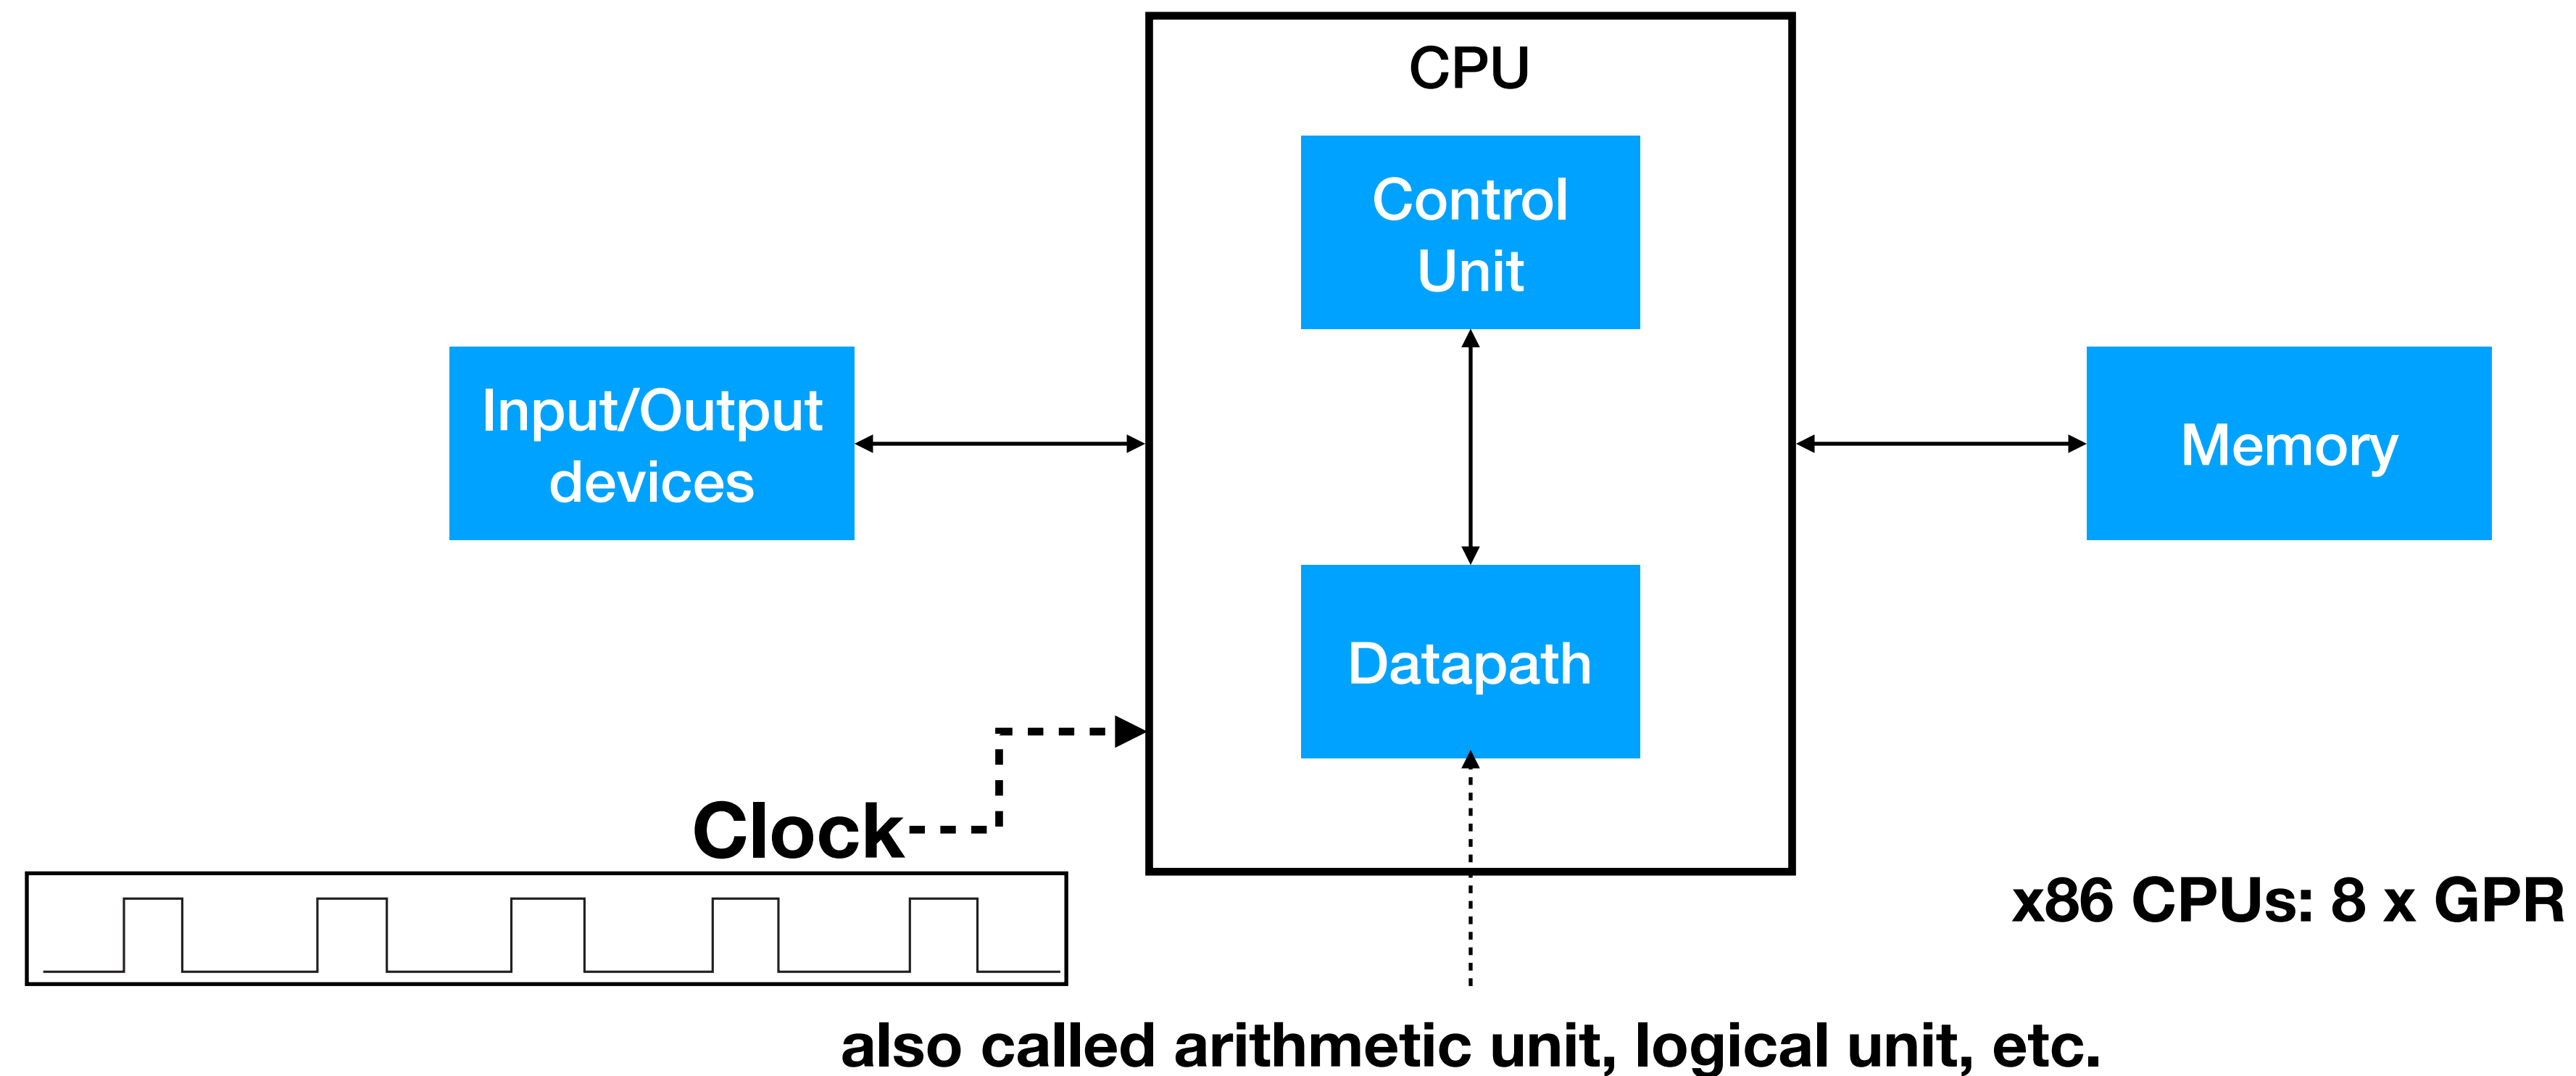 CPU
Control
Unit
Input/Output
devices
Memory
Datapath
Clock
x86 CPUs: 8 x GPR
also called arithmetic unit, logical unit, etc.